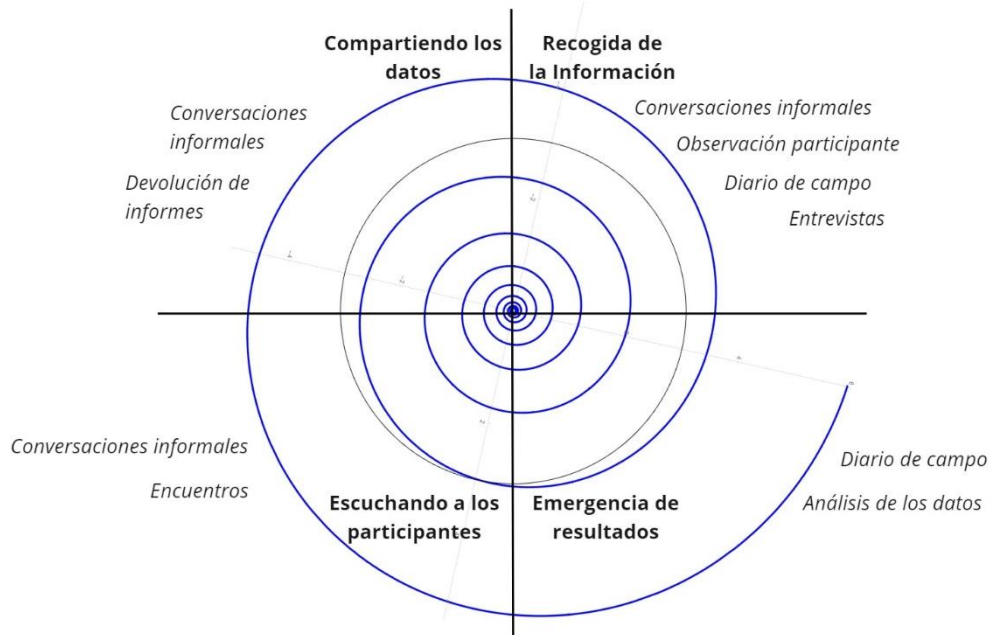 Compartiendo los
datos
Recogida de
la Información
Conversaciones
informales
Devolución de
informes
Conversaciones informales
Observación participante
Diario de campo
Entrevistas
Conversaciones informales
Encuentros
Escuchando a los
participantes
Emergencia de
resultados
Diario de campo
Análisis de los datos